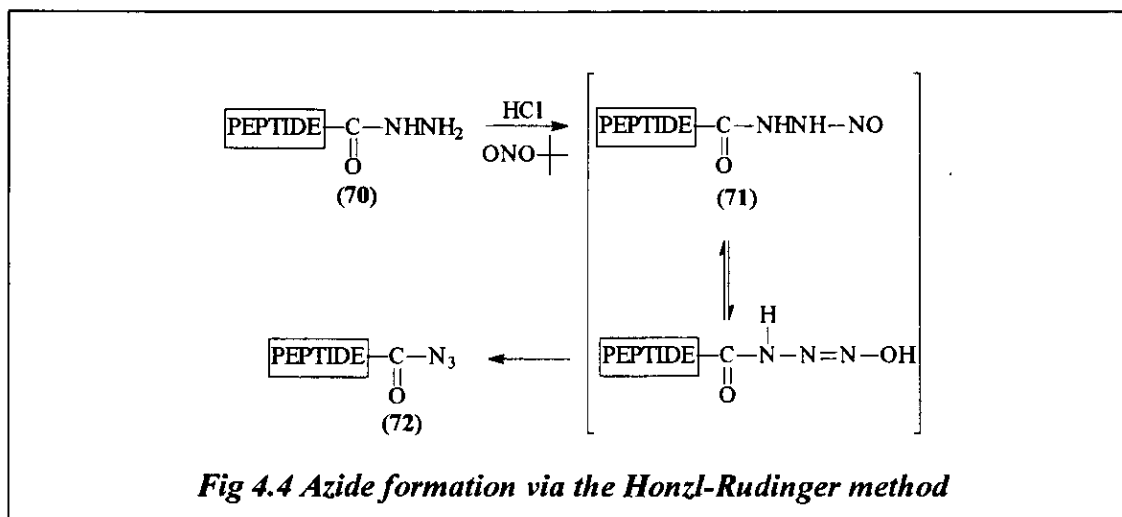 PEPTIDE—C—NHNH₂
O
(70)
HCl
ONO
PEPTIDE—C—NHNH—NO
O
(71)
H
PEPTIDE—C—N—N=N—OH
O
PEPTIDE—C—N₃
O
(72)
Fig 4.4 Azide formation via the Honzl-Rudinger method